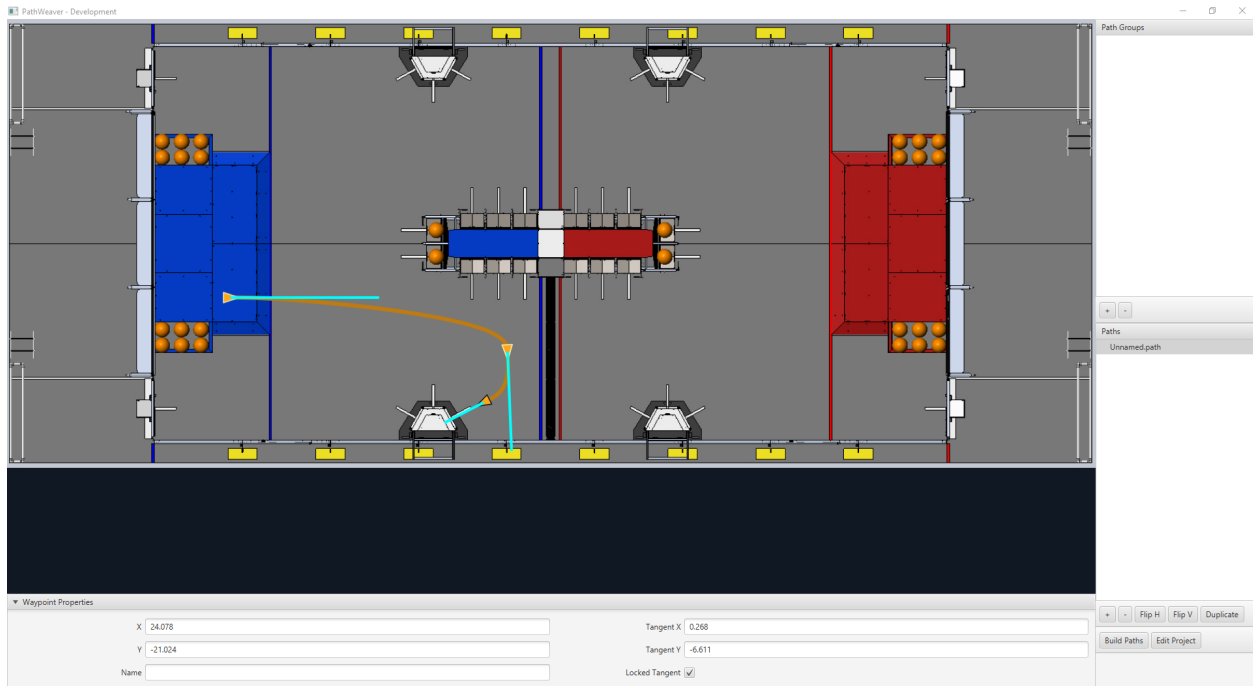 PathWeaver - Development
Path Groups
+ -
Paths
Unnamed.path
+ - Flip H Flip V Duplicate
Build Paths Edit Project
Waypoint Properties
X 24.078 Tangent X 0.268
Y -21.024 Tangent Y -6.611
Name Locked Tangent